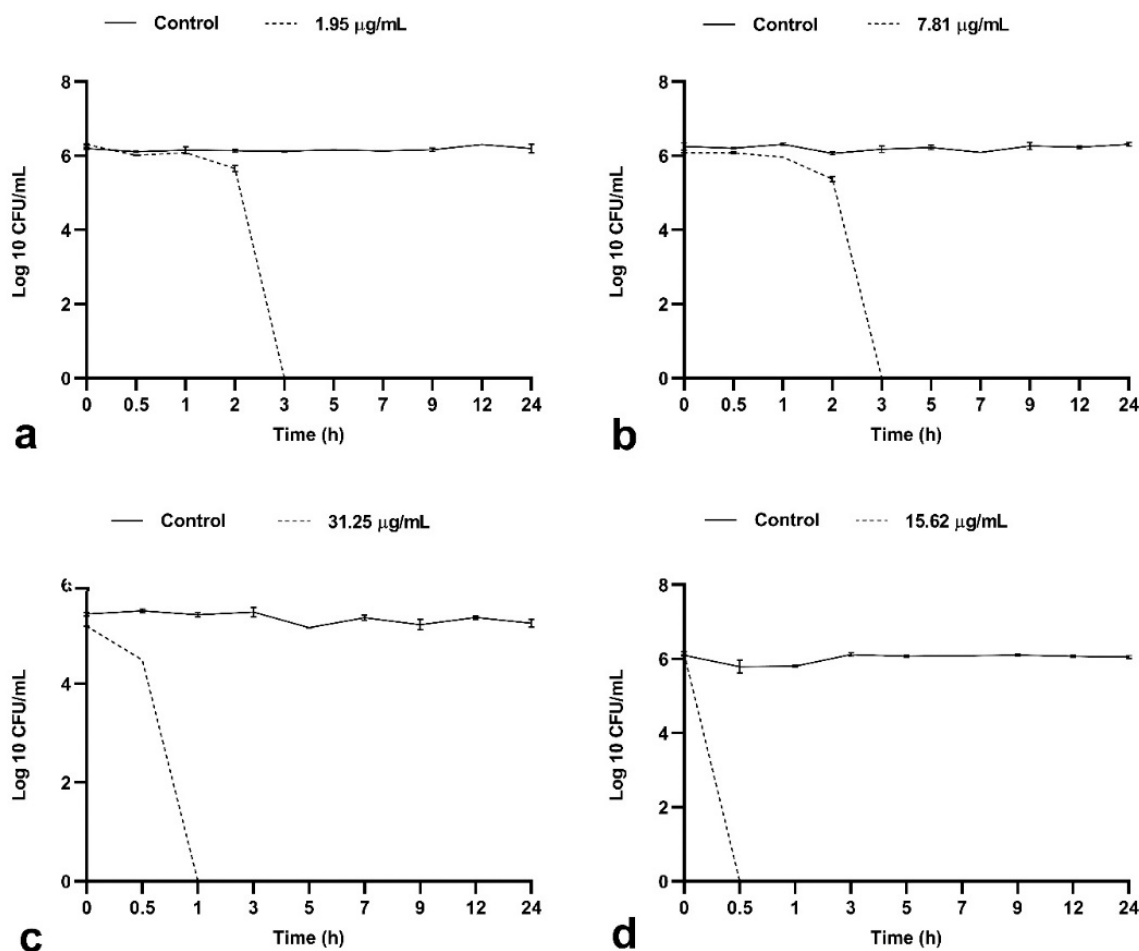 Control 1.95 μg/mL
8
6
4
2
0
Log 10 CFU/mL
0 0.5 1 2 3 5 7 9 12 24
Time (h)
a
Control 7.81 μg/mL
8
6
4
2
0
Log 10 CFU/mL
0 0.5 1 2 3 5 7 9 12 24
Time (h)
b
Control 31.25 μg/mL
6
4
2
0
Log 10 CFU/mL
0 0.5 1 3 5 7 9 12 24
Time (h)
c
Control 15.62 μg/mL
8
6
4
2
0
Log 10 CFU/mL
0 0.5 1 3 5 7 9 12 24
Time (h)
d